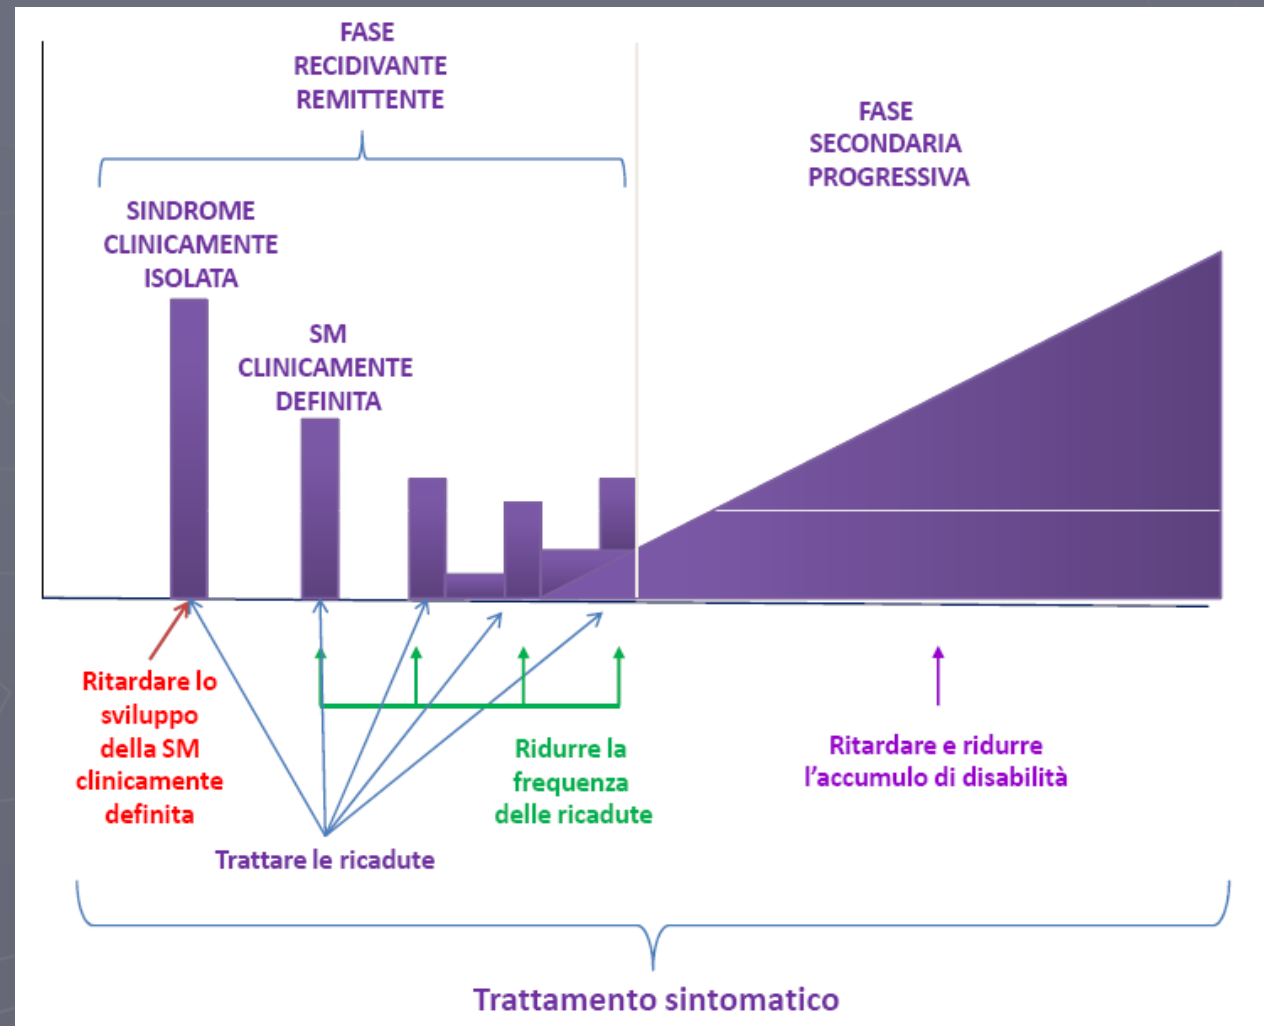 FASE
RECIDIVANTE
REMITTENTE
FASE
SECONDARIA
PROGRESSIVA
SINDROME
CLINICAMENTE
ISOLATA
SM
CLINICAMENTE
DEFINITA
Ritardare lo
sviluppo
della SM
clinicamente
definita
Ridurre la
frequenza
delle ricadute
Ritardare e ridurre
l'accumulo di disabilità
Trattare le ricadute
Trattamento sintomatico